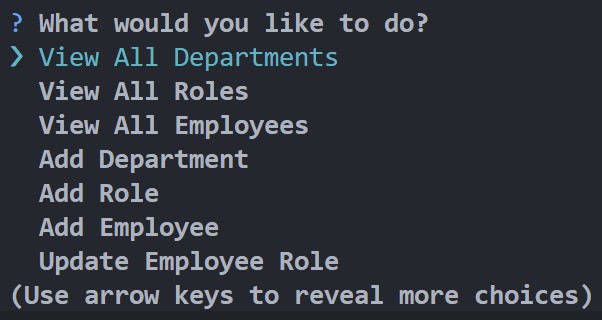 ? What would you like to do?
❯ View All Departments
View All Roles
View All Employees
Add Department
Add Role
Add Employee
Update Employee Role
(Use arrow keys to reveal more choices)